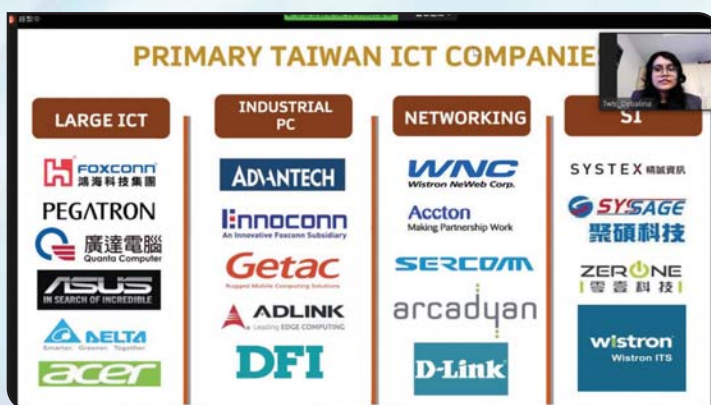 PRIMARY TAIWAN ICT COMPANIE
LARGE ICT
FOXCONN
鴻海科技集團
PEGATRON
廣達電腦
Quanta Computer
ASUS
IN SEARCH OF INCREDIBLE
DELTA
Smarter. Greener. Together.
acer
INDUSTRIAL
PC
ADVANTECH
Ennoconn
An Innovative Foxconn Subsidiary
Getac
Rugged Mobile Computing Solutions
ADLINK
Leading EDGE COMPUTING
DFI
NETWORKING
WNC
Wistron NeWeb Corp.
Accton
Making Partnership Work
SERCOMM
arcadyan
D-Link
SI
SYSTEX 精誠資訊
SYSAGE
聚碩科技
ZERONE
零壹科技
wistron
Wistron ITS